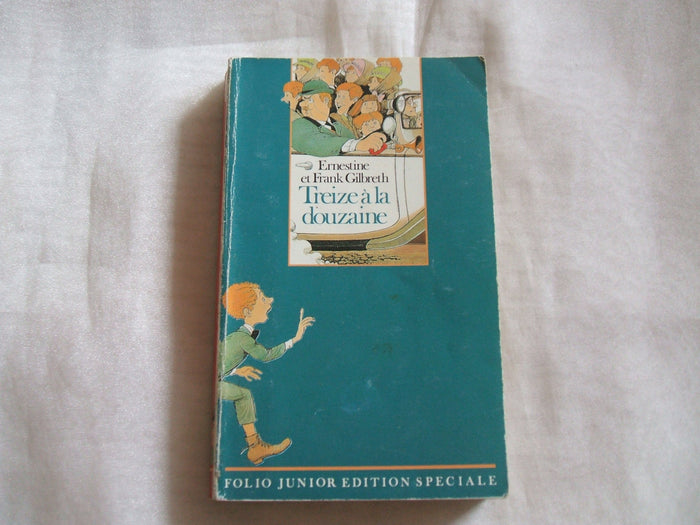 Ernestine
et Frank Gilbreth
Treize à la
douzaine
FOLIO JUNIOR EDITION SPECIALE